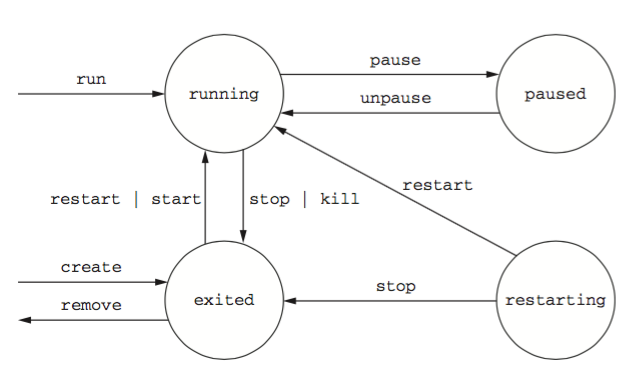 pause
run
running
unpause
paused
restart
restart | start
stop | kill
create
stop
exited
restarting
remove